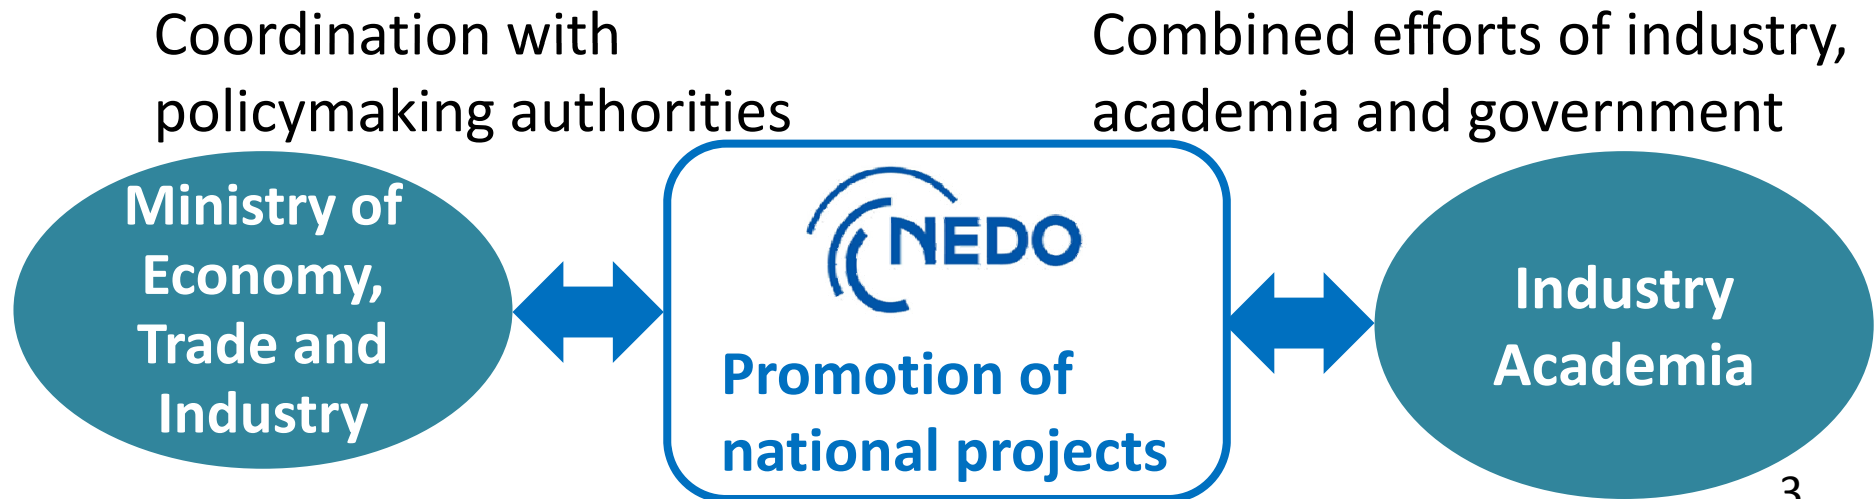 Coordination with
policymaking authorities
Combined efforts of industry,
academia and government
Ministry of
Economy,
Trade and
Industry
NEDO
Promotion of
national projects
Industry
Academia
3